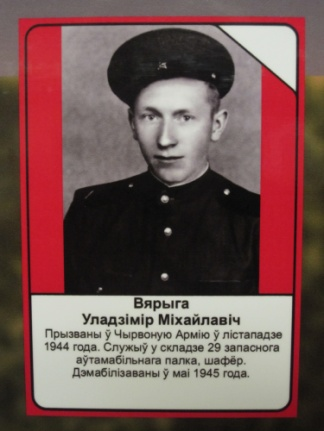 Вярыга
Уладзімір Міхайлавіч
Прызваны ў Чырвоную Армію ў лістападзе
1944 года. Служыў у складзе 29 запаснога
аўтамабільнага палка, шафёр.
Дэмабілізаваны ў маі 1945 года.